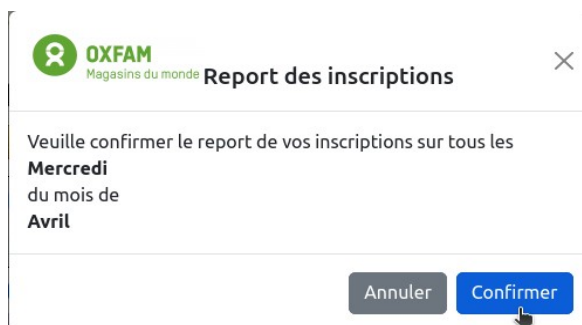 OXFAM
Magasins du monde
Report des inscriptions
Veuille confirmer le report de vos inscriptions sur tous les
Mercredi
du mois de
Avril
Annuler
Confirmer